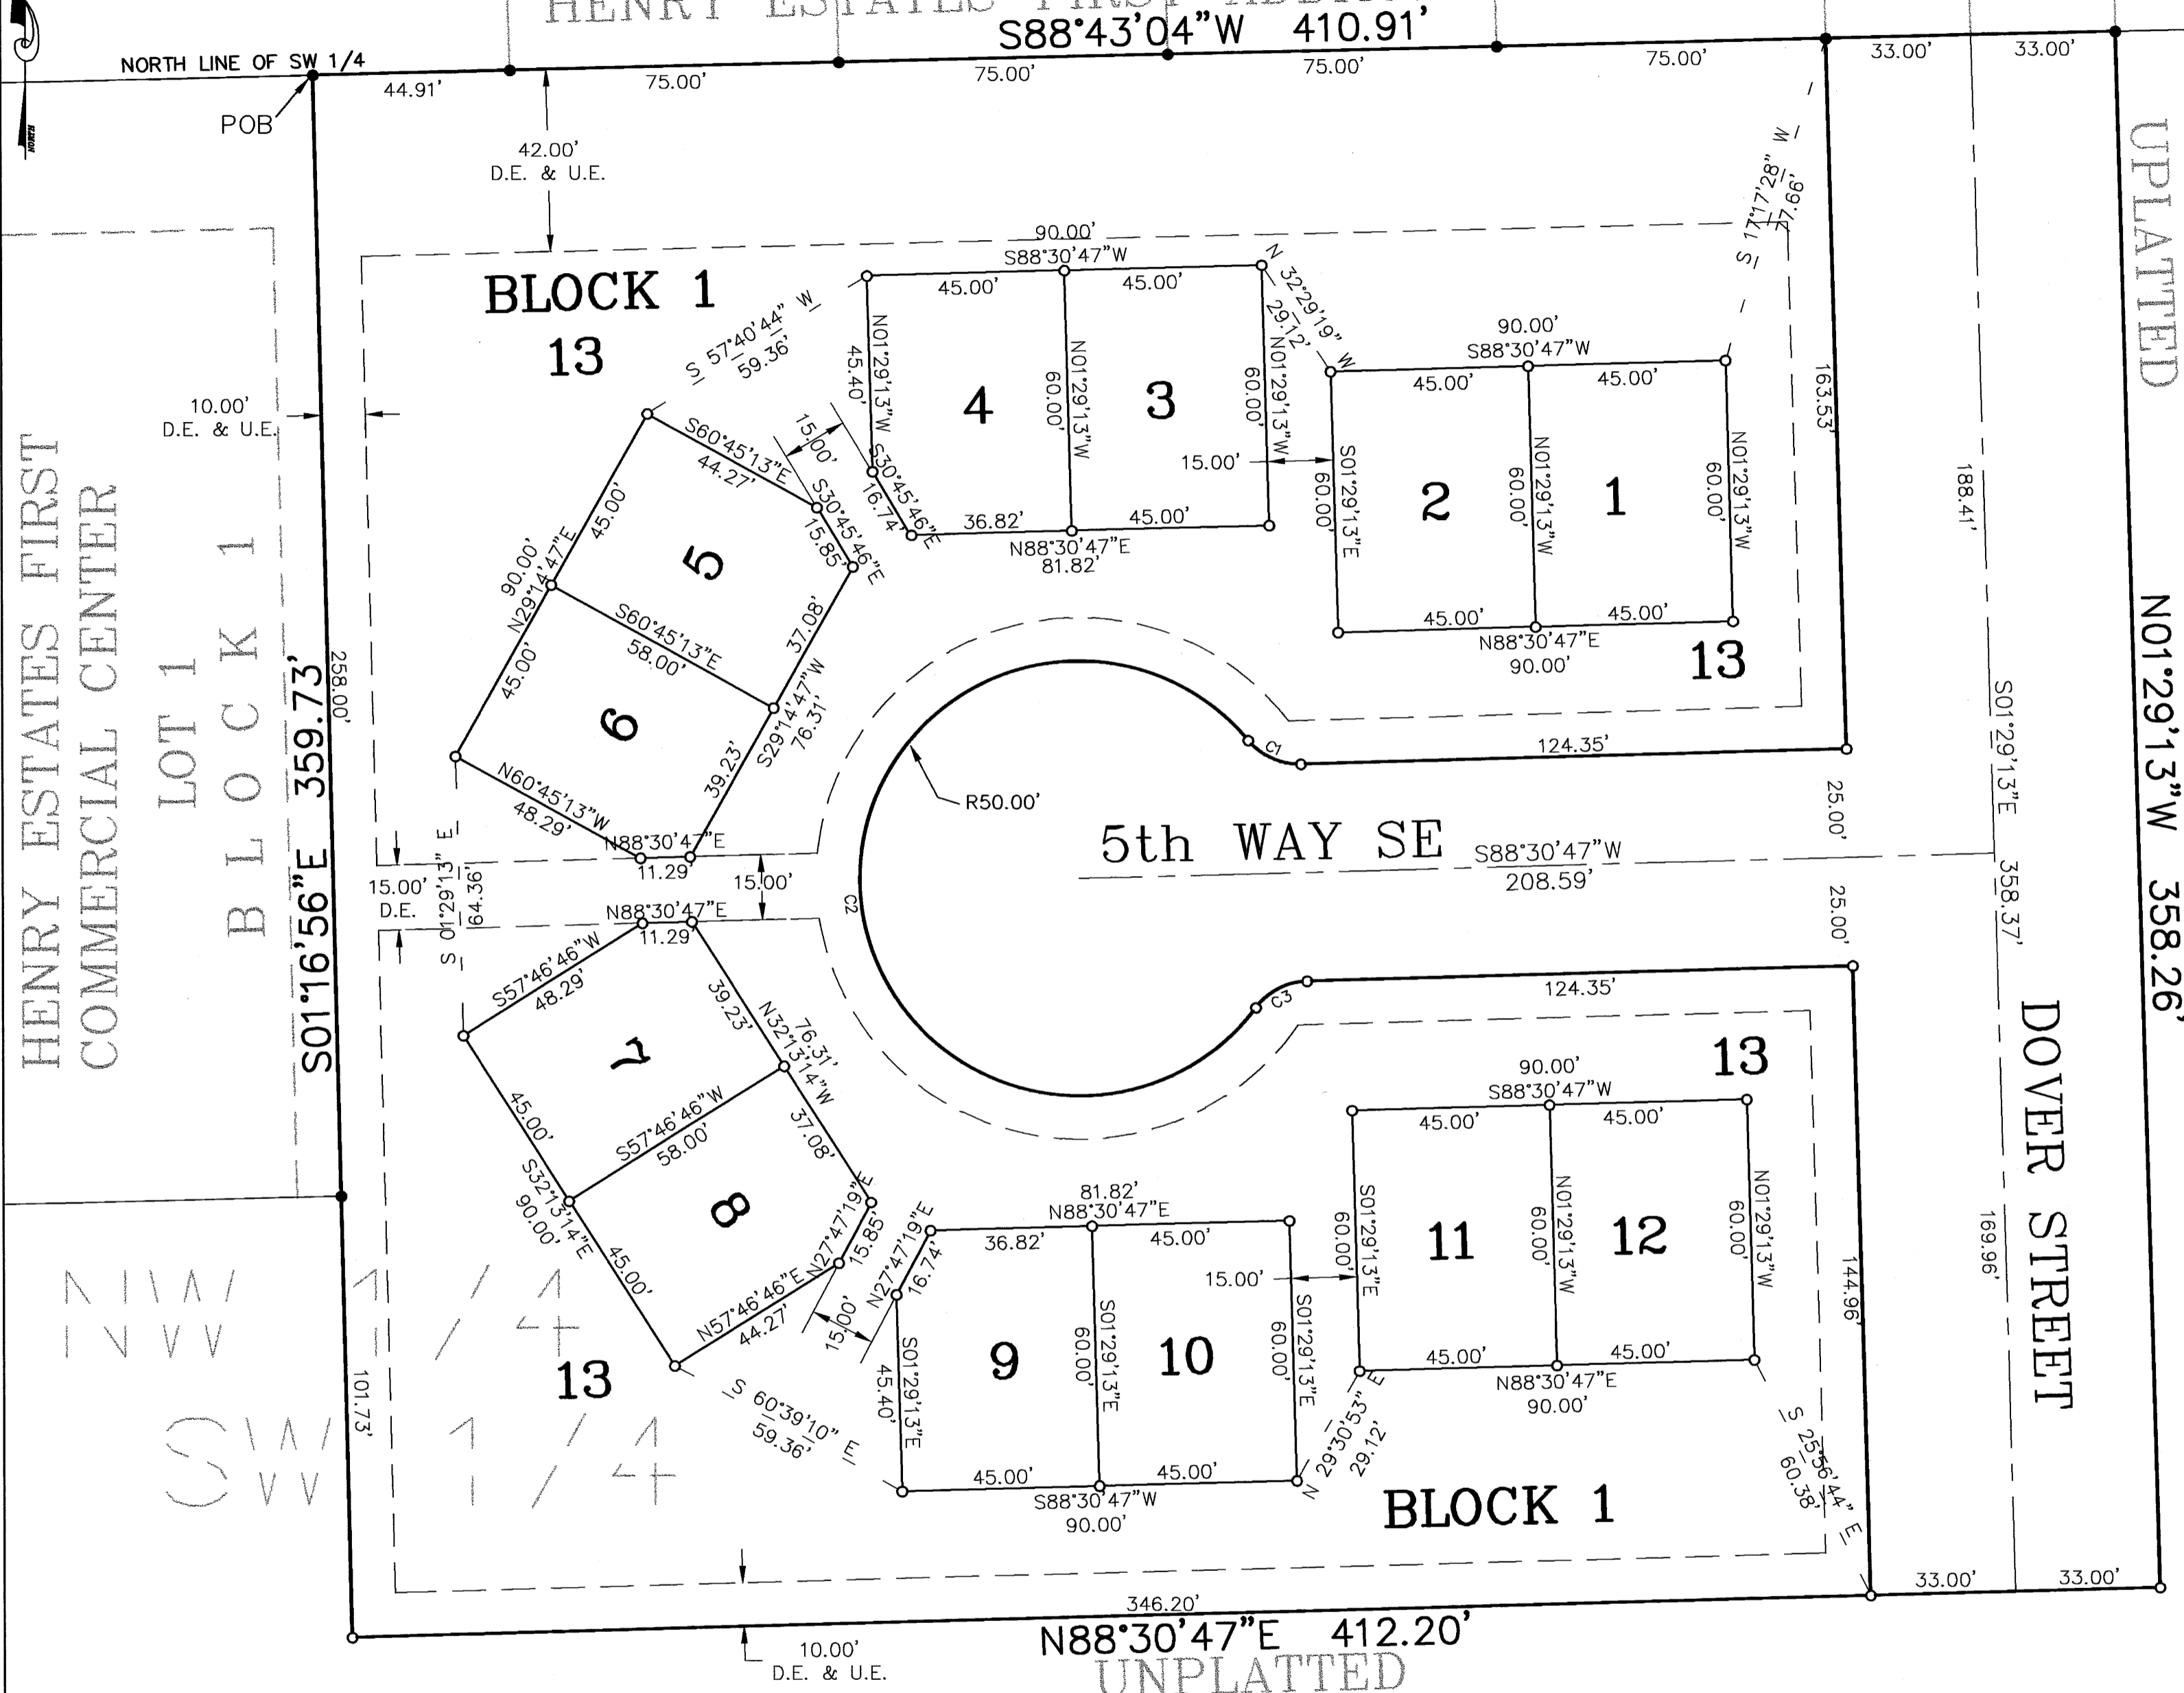 S88°43'04"W 410.91'
NORTH LINE OF SW 1/4
POB
44.91'
75.00'
75.00'
75.00'
75.00'
33.00'
33.00'
42.00'
D.E. & U.E.
UPLATTED
S 17°17'28" W
77.66'
BLOCK 1
13
S 57°40'44" W
59.36'
90.00'
S88°30'47"W
45.00'
45.00'
N 32°29'19" W
29.12'
N01°29'13"W
45.40'
4
N01°29'13"W
60.00'
3
N01°29'13"W
60.00'
S30°45'46"E
16.74'
36.82'
45.00'
N88°30'47"E
81.82'
15.00'
90.00'
S88°30'47"W
45.00'
45.00'
S01°29'13"E
60.00'
2
N01°29'13"W
60.00'
1
N01°29'13"W
60.00'
45.00'
45.00'
N88°30'47"E
90.00'
13
163.53'
188.41'
10.00'
D.E. & U.E.
HENRY ESTATES FIRST
COMMERCIAL CENTER
LOT 1
BLOCK 1
S01°16'56"E 359.73'
258.00'
S60°45'13"E
44.27'
15.00'
S30°45'46"E
15.85'
45.00'
5
37.08'
90.00'
N29°14'47"E
S60°45'13"E
58.00'
45.00'
6
39.23'
S29°14'47"W
76.31'
N60°45'13"W
48.29'
N88°30'47"E
11.29'
15.00'
15.00'
D.E.
S 01°29'13" E
64.36'
C1
124.35'
R50.00'
5th WAY SE
S88°30'47"W
208.59'
C2
25.00'
25.00'
S01°29'13"E 358.37'
N01°29'13"W 358.26'
C3
124.35'
N88°30'47"E
11.29'
S57°46'46"W
48.29'
39.23'
7
N32°13'14"W
76.31'
45.00'
S57°46'46"W
58.00'
37.08'
S32°13'14"E
90.00'
8
45.00'
N27°47'19"E
15.85'
N57°46'46"E
44.27'
15.00'
N27°47'19"E
16.74'
81.82'
N88°30'47"E
36.82'
45.00'
9
S01°29'13"E
45.40'
S01°29'13"E
60.00'
10
S01°29'13"E
60.00'
15.00'
45.00'
45.00'
S88°30'47"W
90.00'
S 60°39'10" E
59.36'
13
90.00'
S88°30'47"W
45.00'
45.00'
S01°29'13"E
60.00'
11
N01°29'13"W
60.00'
12
N01°29'13"W
60.00'
45.00'
45.00'
N88°30'47"E
90.00'
N 29°30'53" E
29.12'
S 25°56'44" E
60.38'
13
144.96'
169.96'
DOVER STREET
BLOCK 1
NW 1/4
SW 1/4
101.73'
346.20'
N88°30'47"E 412.20'
33.00'
33.00'
10.00'
D.E. & U.E.
UNPLATTED
HENRY ESTATES FIRST